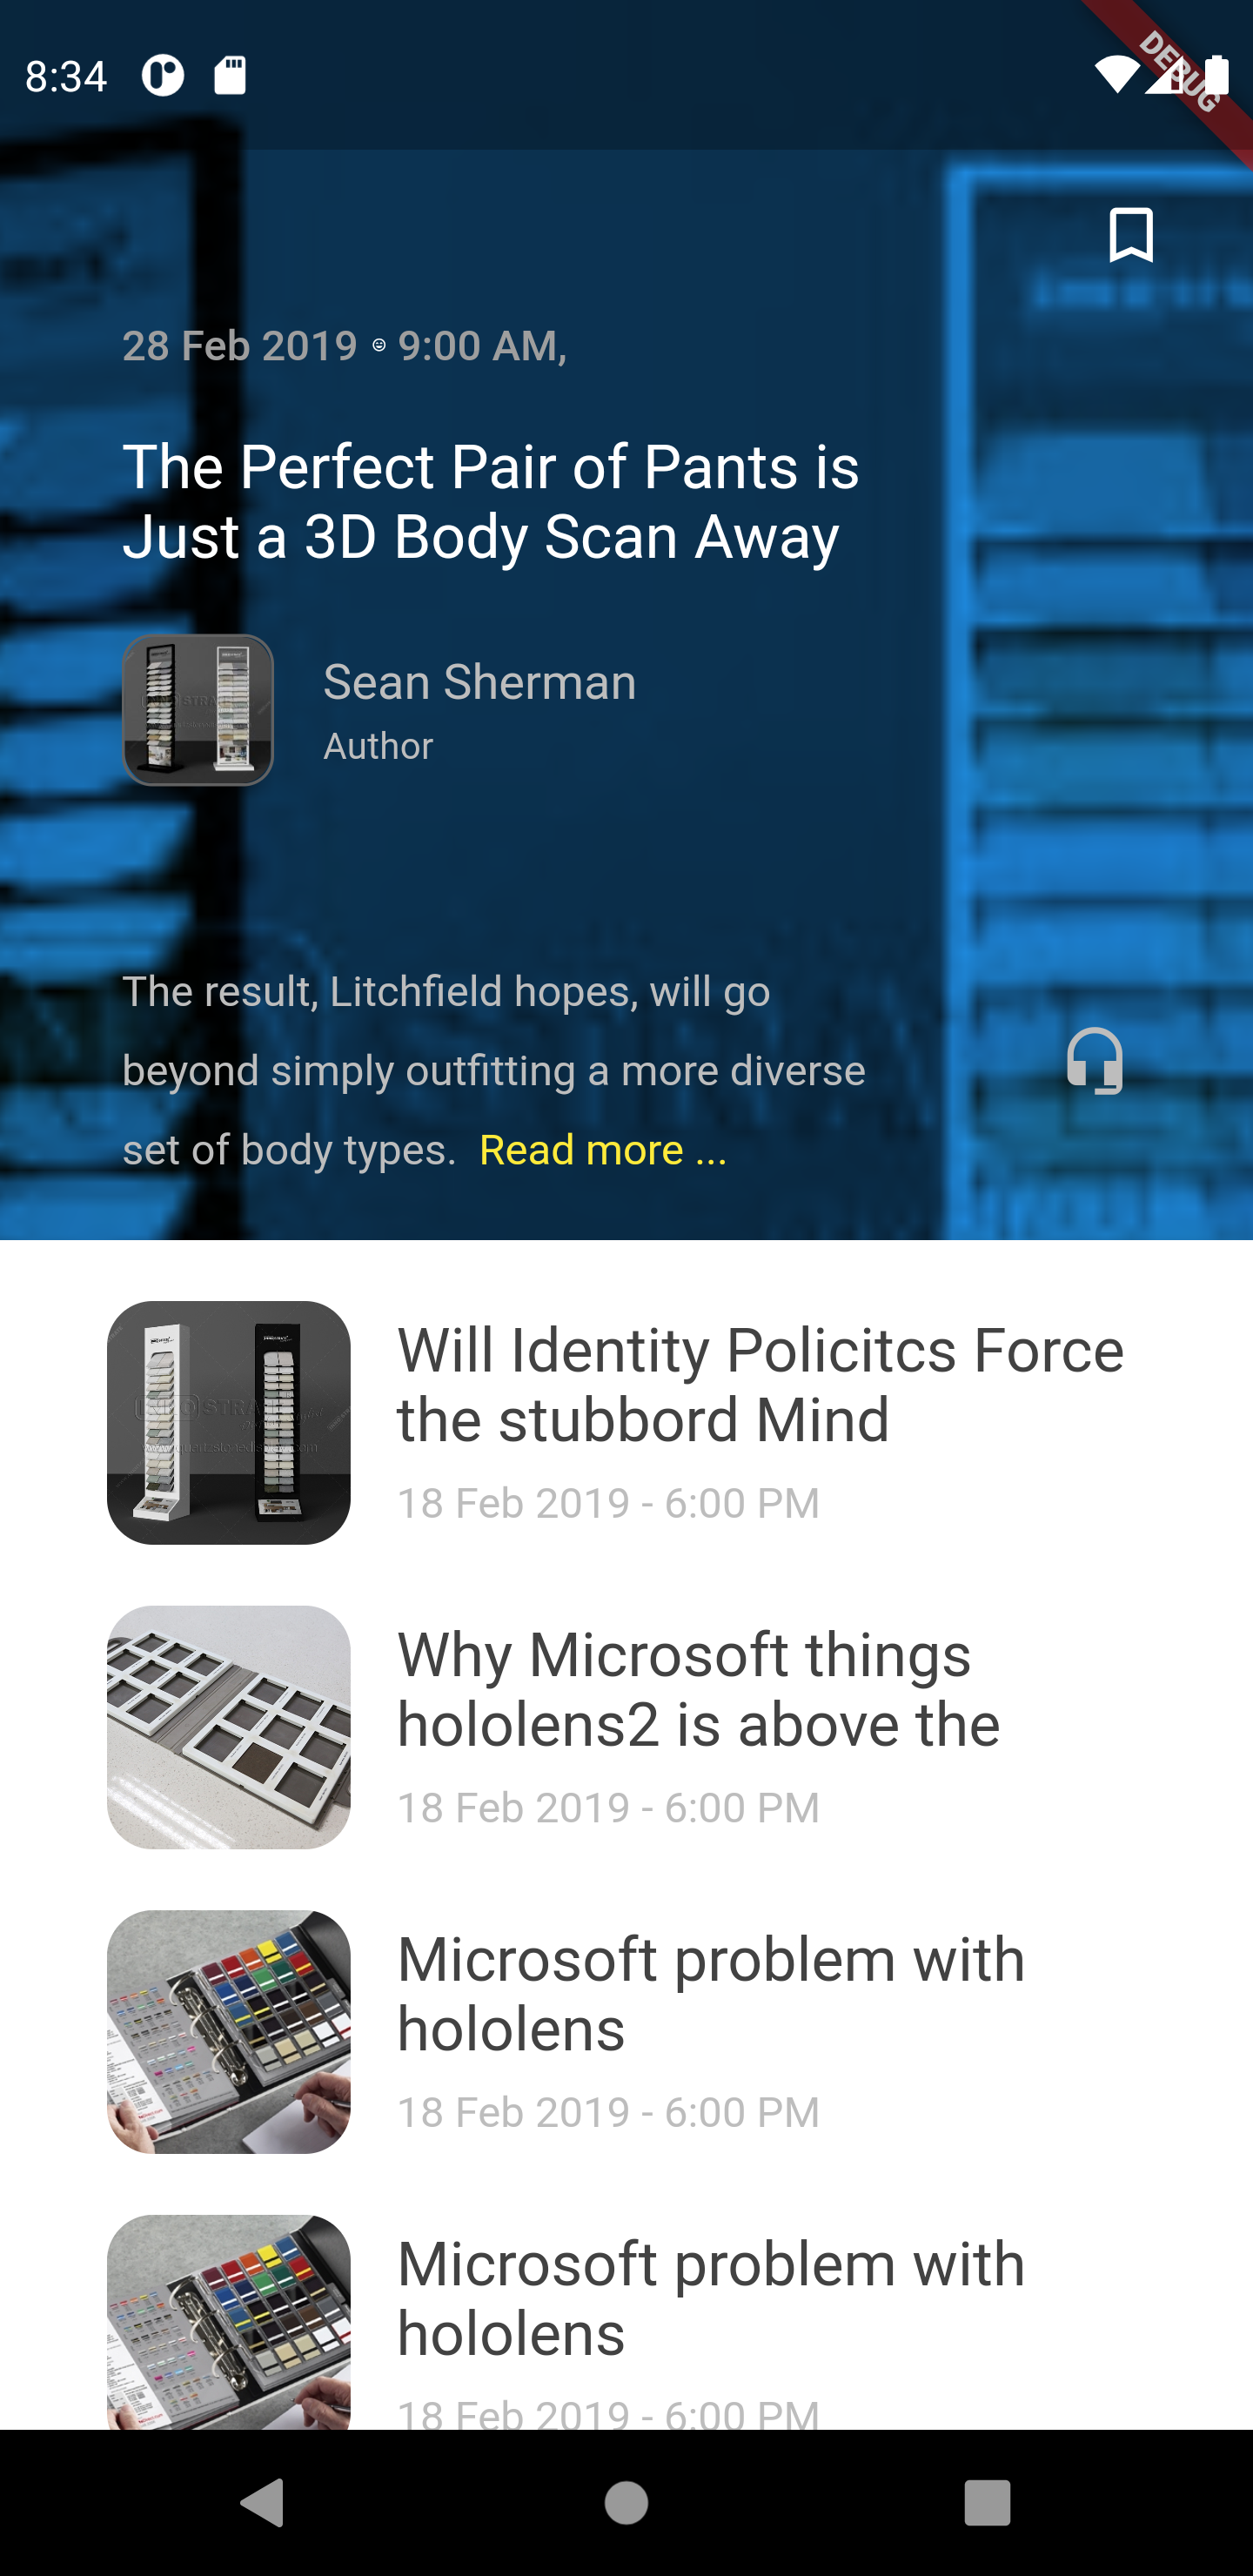 8:34
DEBUG
28 Feb 2019 9:00 AM,
The Perfect Pair of Pants is
Just a 3D Body Scan Away
Sean Sherman
Author
The result, Litchfield hopes, will go
beyond simply outfitting a more diverse
set of body types. Read more ...
Will Identity Policitcs Force
the stubbord Mind
18 Feb 2019 - 6:00 PM
Why Microsoft things
hololens2 is above the
18 Feb 2019 - 6:00 PM
Microsoft problem with
hololens
18 Feb 2019 - 6:00 PM
Microsoft problem with
hololens
18 Feb 2019 - 6:00 PM